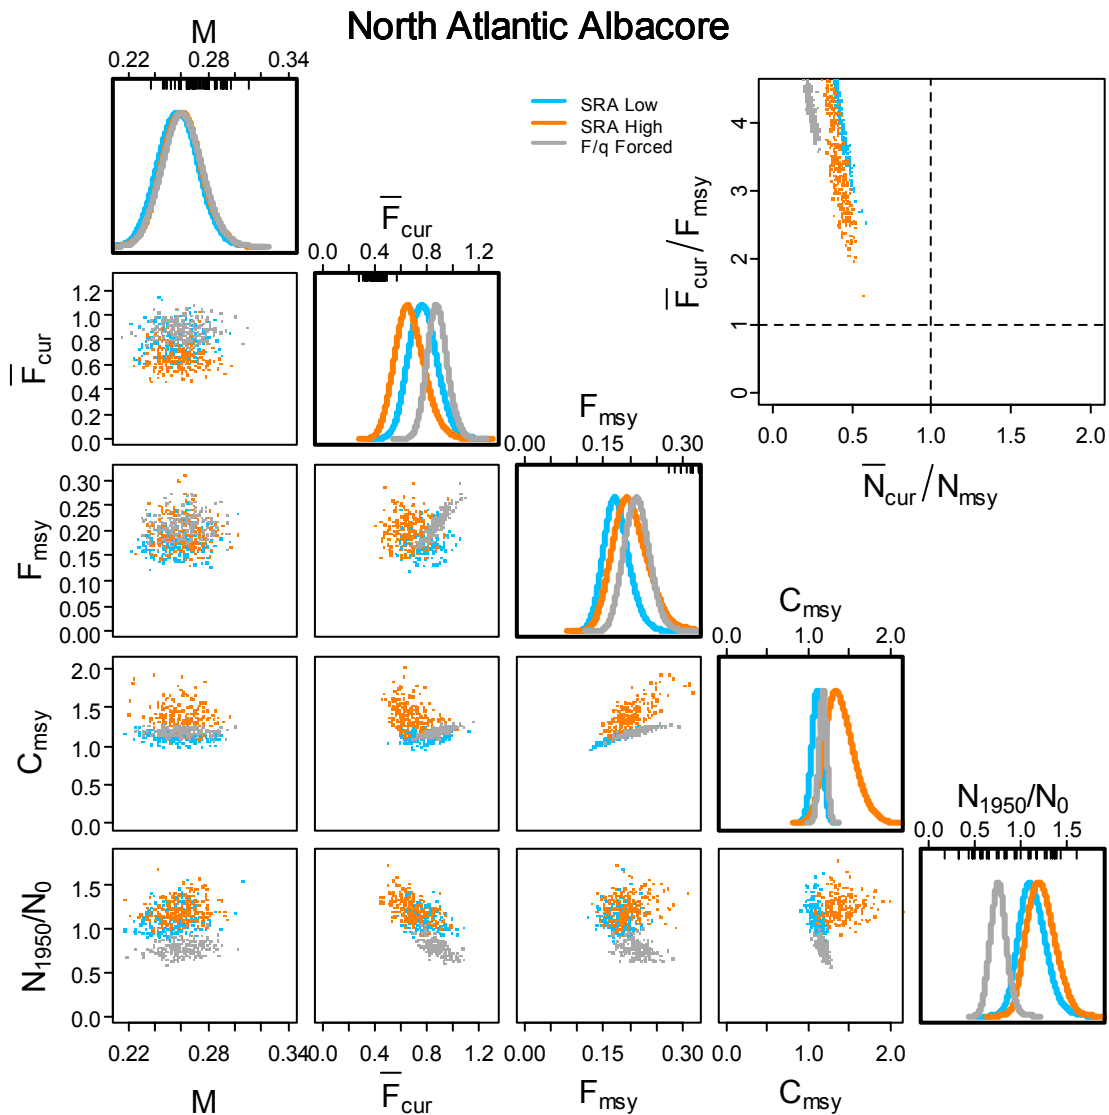 North Atlantic Albacore
M
0.22 0.28 0.34
SRA Low
SRA High
F/q Forced
4
3
2
1
0
F̅cur / Fmsy
0.0 0.5 1.0 1.5 2.0
N̅cur / Nmsy
F̅cur
0.0 0.4 0.8 1.2
1.2
1.0
0.8
0.6
0.4
0.2
0.0
F̅cur
Fmsy
0.00 0.15 0.30
0.30
0.25
0.20
0.15
0.10
0.05
0.00
Fmsy
Cmsy
0.0 1.0 2.0
2.0
1.5
1.0
0.5
0.0
Cmsy
N1950/N0
0.0 0.5 1.0 1.5
1.5
1.0
0.5
0.0
N1950/N0
0.22 0.28 0.34 0.0 0.4 0.8 1.2 0.00 0.15 0.30 0.0 1.0 2.0
M F̅cur Fmsy Cmsy